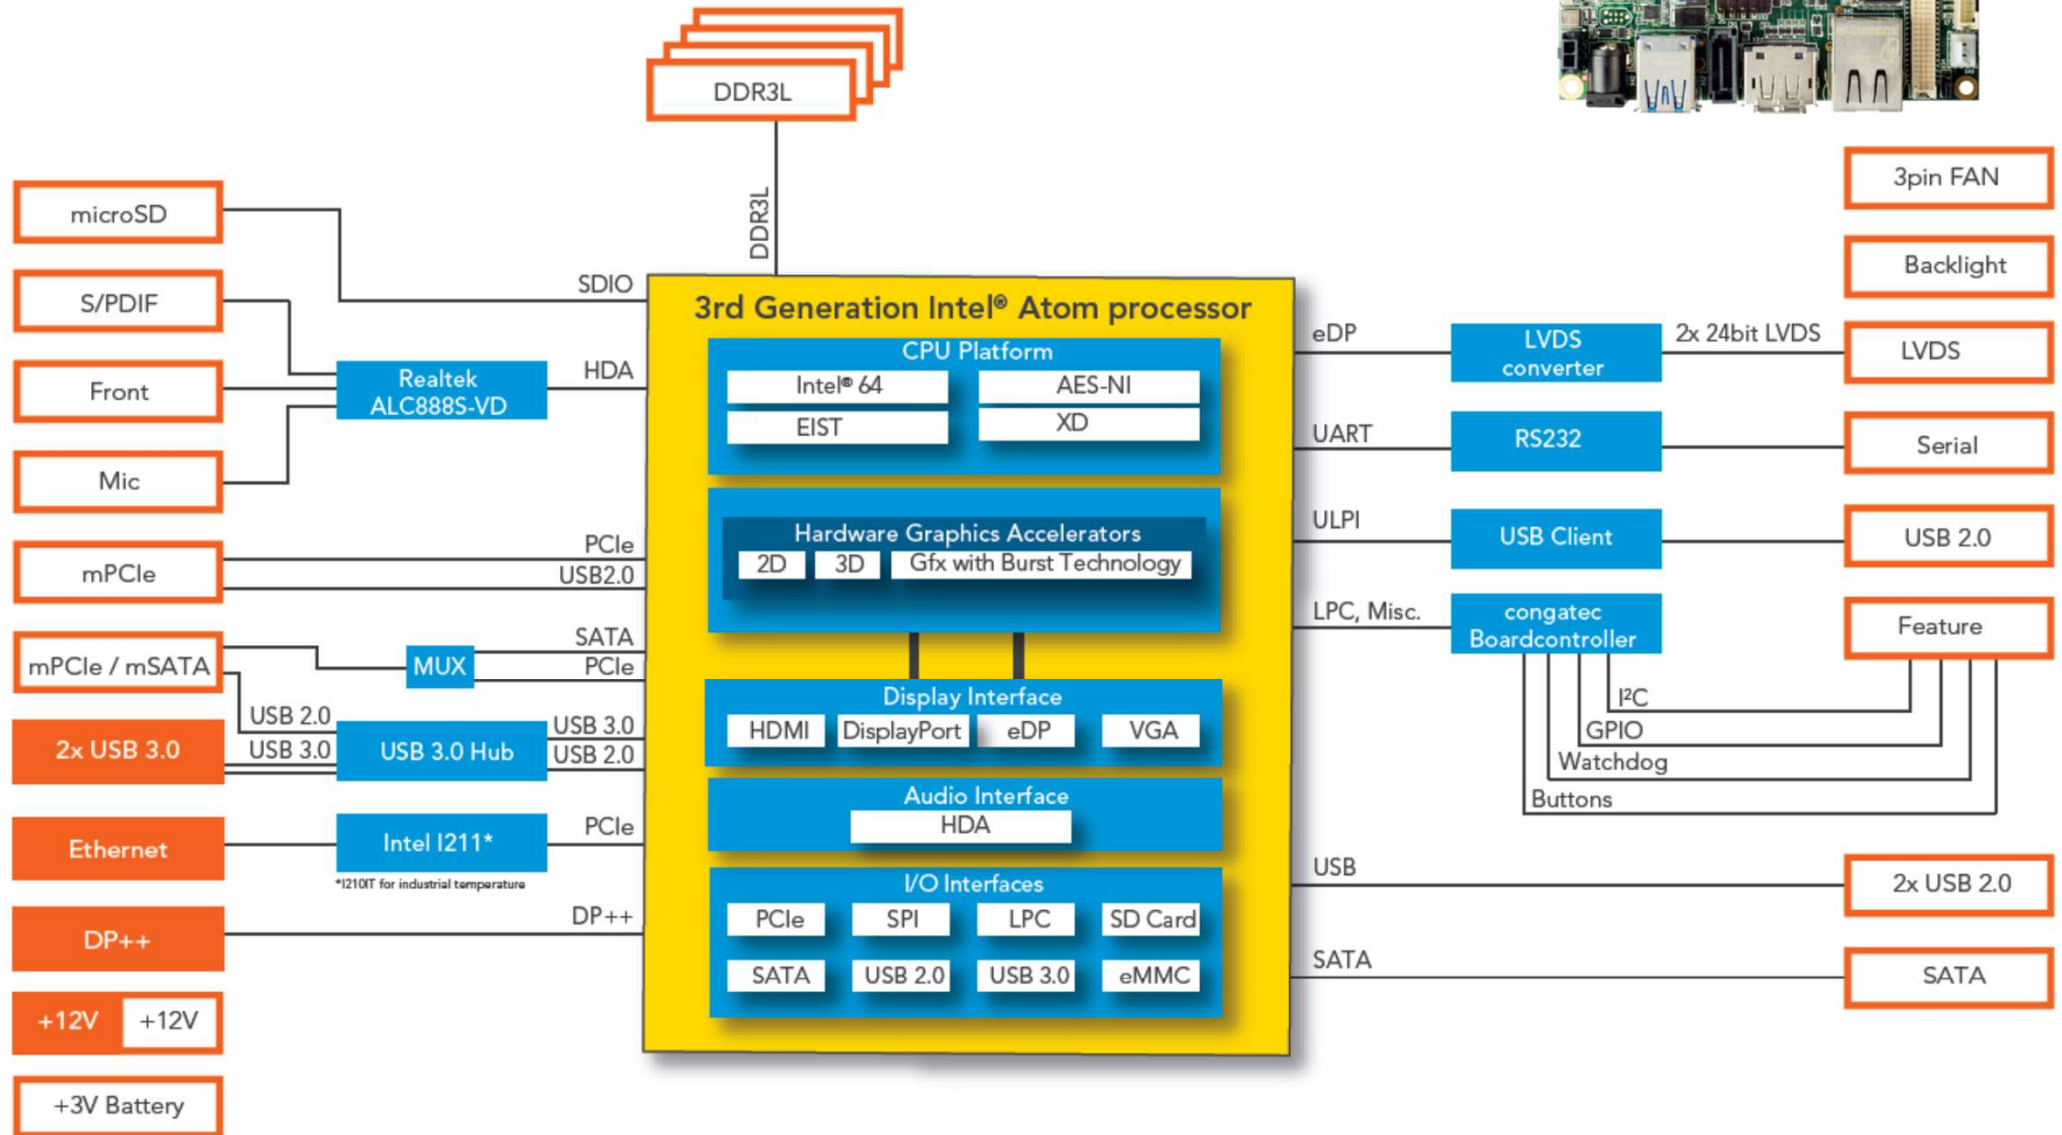 DDR3L
DDR3L
microSD
S/PDIF
Front
Mic
mPCIe
mPCIe / mSATA
2x USB 3.0
Ethernet
DP++
+12V
+12V
+3V Battery
Realtek
ALC888S-VD
MUX
USB 2.0
USB 3.0
USB 3.0 Hub
Intel I211*
*I210IT for industrial temperature
SDIO
HDA
PCIe
USB2.0
SATA
PCIe
USB 3.0
USB 2.0
PCIe
DP++
3rd Generation Intel® Atom processor
CPU Platform
Intel® 64
AES-NI
EIST
XD
Hardware Graphics Accelerators
2D
3D
Gfx with Burst Technology
Display Interface
HDMI
DisplayPort
eDP
VGA
Audio Interface
HDA
I/O Interfaces
PCIe
SPI
LPC
SD Card
SATA
USB 2.0
USB 3.0
eMMC
eDP
UART
ULPI
LPC, Misc.
USB
SATA
LVDS
converter
2x 24bit LVDS
RS232
USB Client
congatec
Boardcontroller
I²C
GPIO
Watchdog
Buttons
3pin FAN
Backlight
LVDS
Serial
USB 2.0
Feature
2x USB 2.0
SATA